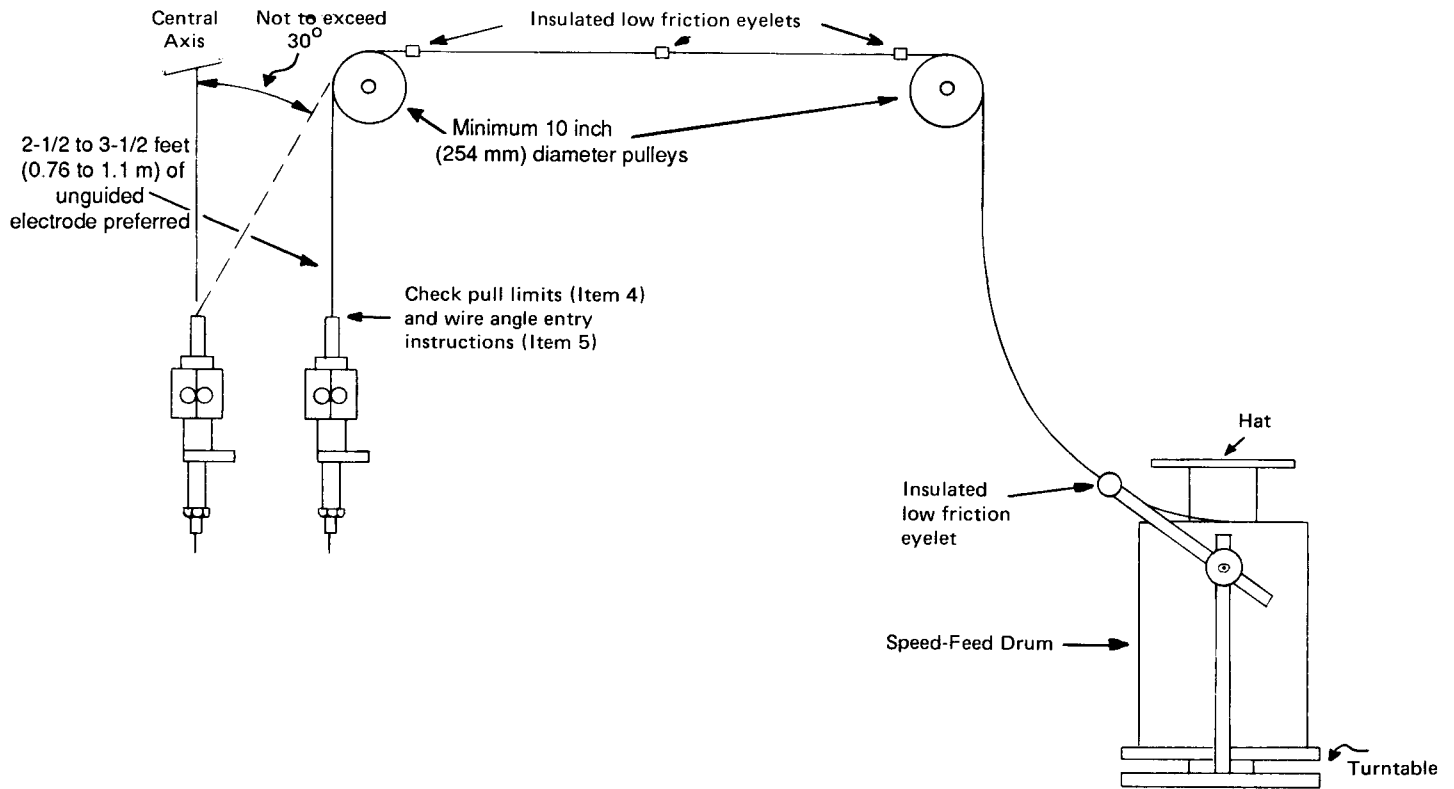 Central
Axis
Not to exceed
30°
Insulated low friction eyelets
Minimum 10 inch
(254 mm) diameter pulleys
2-1/2 to 3-1/2 feet
(0.76 to 1.1 m) of
unguided
electrode preferred
Check pull limits (Item 4)
and wire angle entry
instructions (Item 5)
Hat
Insulated
low friction
eyelet
Speed-Feed Drum
Turntable